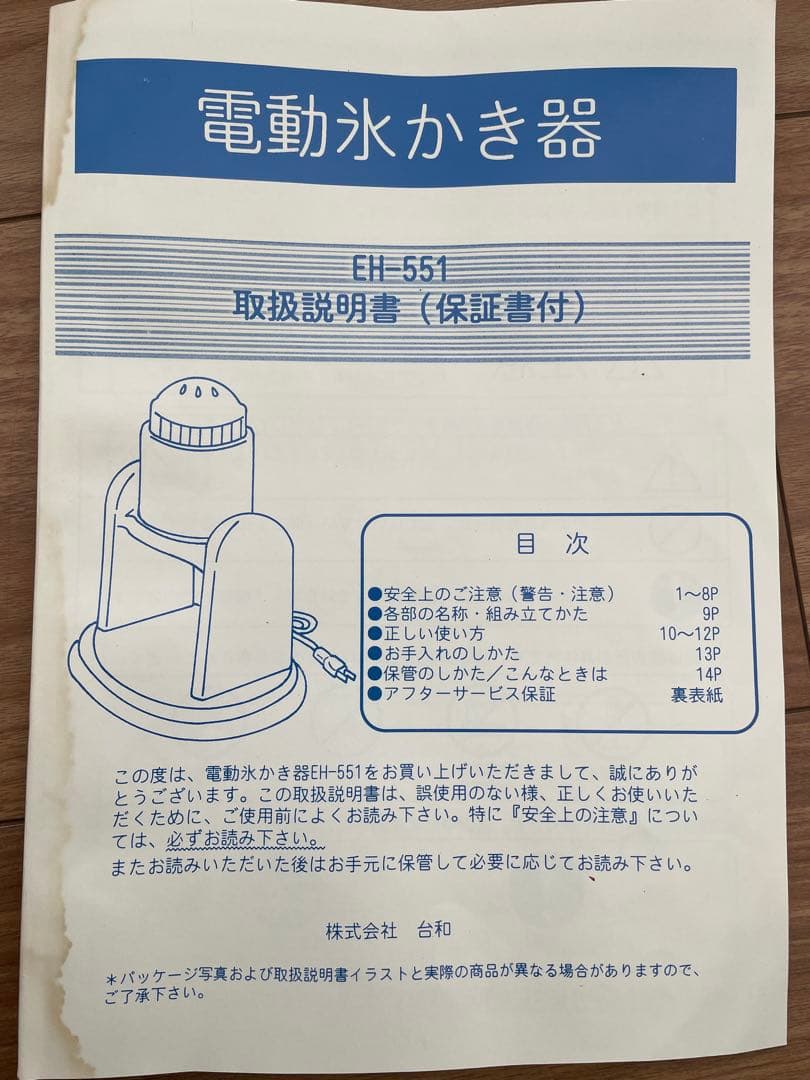 電動氷かき器
EH-551
取扱説明書（保証書付）
目 次
●安全上のご注意（警告・注意） 1～8P
●各部の名称・組み立てかた 9P
●正しい使い方 10～12P
●お手入れのしかた 13P
●保管のしかた／こんなときは 14P
●アフターサービス保証 裏表紙
この度は、電動氷かき器EH-551をお買い上げいただきまして、誠にありが
とうございます。この取扱説明書は、誤使用のない様、正しくお使いいた
だくために、ご使用前によくお読み下さい。特に『安全上の注意』につい
ては、必ずお読み下さい。
またお読みいただいた後はお手元に保管して必要に応じてお読み下さい。
株式会社 台和
＊パッケージ写真および取扱説明書イラストと実際の商品が異なる場合がありますので、
ご了承下さい。